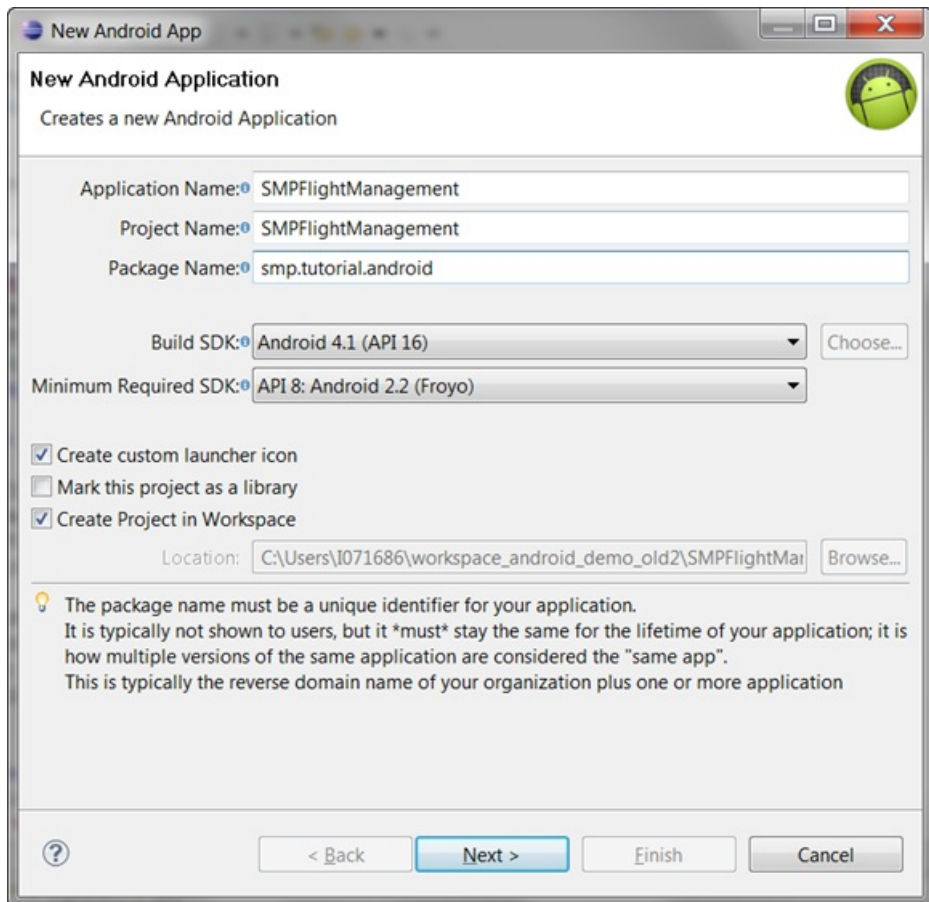 New Android App
New Android Application
Creates a new Android Application
Application Name: SMPFlightManagement
Project Name: SMPFlightManagement
Package Name: smp.tutorial.android
Build SDK: Android 4.1 (API 16) Choose...
Minimum Required SDK: API 8: Android 2.2 (Froyo)
Create custom launcher icon
Mark this project as a library
Create Project in Workspace
Location: C:\Users\I071686\workspace_android_demo_old2\SMPFlightMar Browse...
The package name must be a unique identifier for your application.
It is typically not shown to users, but it *must* stay the same for the lifetime of your application; it is
how multiple versions of the same application are considered the "same app".
This is typically the reverse domain name of your organization plus one or more application
? < Back Next > Finish Cancel